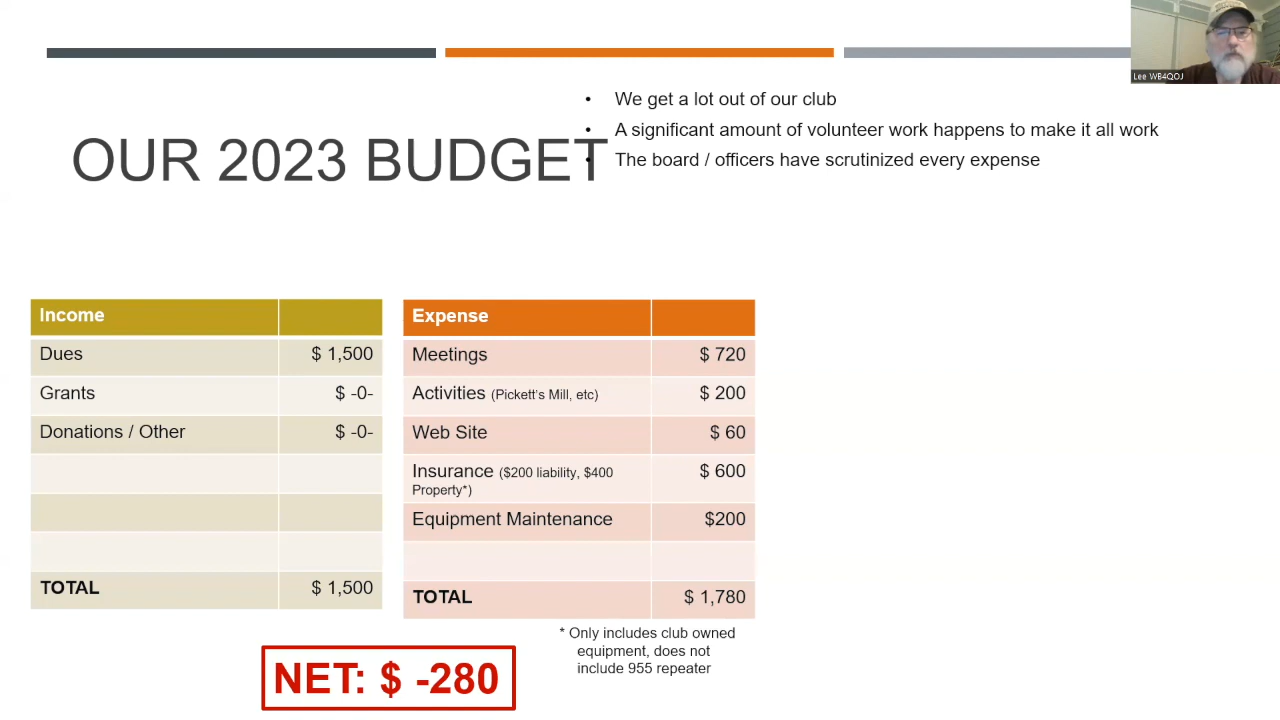 Lee WB4QOJ
• We get a lot out of our club
• A significant amount of volunteer work happens to make it all work
• The board / officers have scrutinized every expense
OUR 2023 BUDGET
Income
Dues $ 1,500
Grants $ -0-
Donations / Other $ -0-
TOTAL $ 1,500
Expense
Meetings $ 720
Activities (Pickett's Mill, etc) $ 200
Web Site $ 60
Insurance ($200 liability, $400 $ 600
Property*)
Equipment Maintenance $200
TOTAL $ 1,780
* Only includes club owned
equipment, does not
include 955 repeater
NET: $ -280